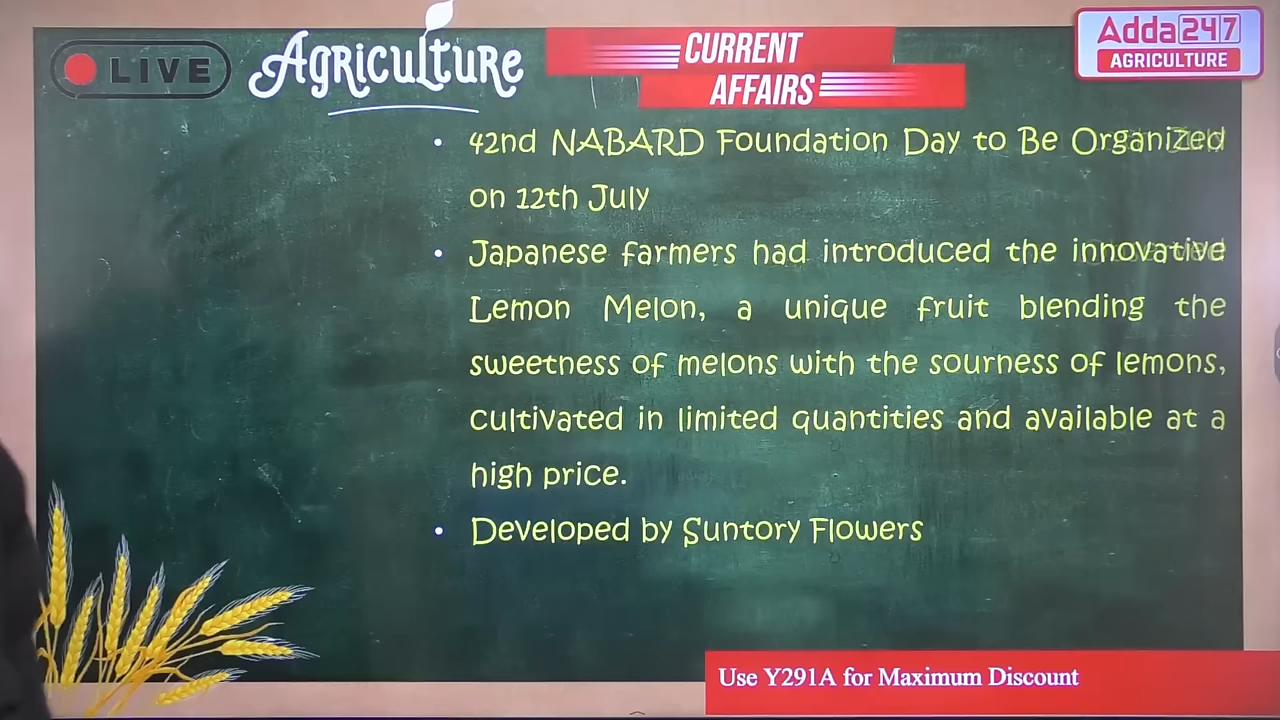 LIVE
Agriculture
CURRENT
AFFAIRS
Adda247
AGRICULTURE
• 42nd NABARD Foundation Day to Be Organized
on 12th July
• Japanese farmers had introduced the innovative
Lemon Melon, a unique fruit blending the
sweetness of melons with the sourness of lemons,
cultivated in limited quantities and available at a
high price.
• Developed by Suntory Flowers
Use Y291A for Maximum Discount